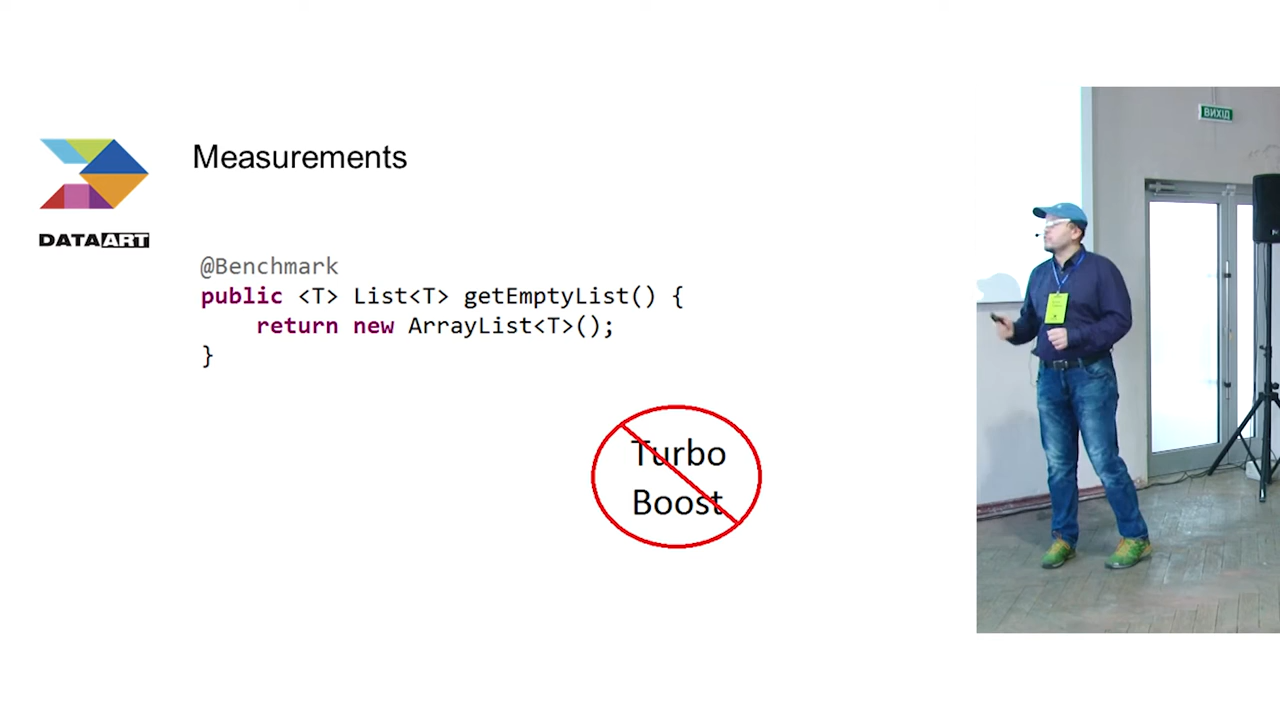 Measurements
DATAART
@Benchmark
public <T> List<T> getEmptyList() {
    return new ArrayList<T>();
}
Turbo
Boost
ВИХІД